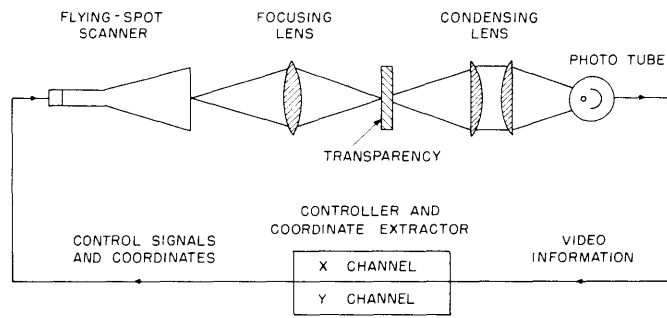 FLYING-SPOT
SCANNER
FOCUSING
LENS
CONDENSING
LENS
PHOTO TUBE
TRANSPARENCY
CONTROLLER AND
COORDINATE EXTRACTOR
CONTROL SIGNALS
AND COORDINATES
X CHANNEL
Y CHANNEL
VIDEO
INFORMATION